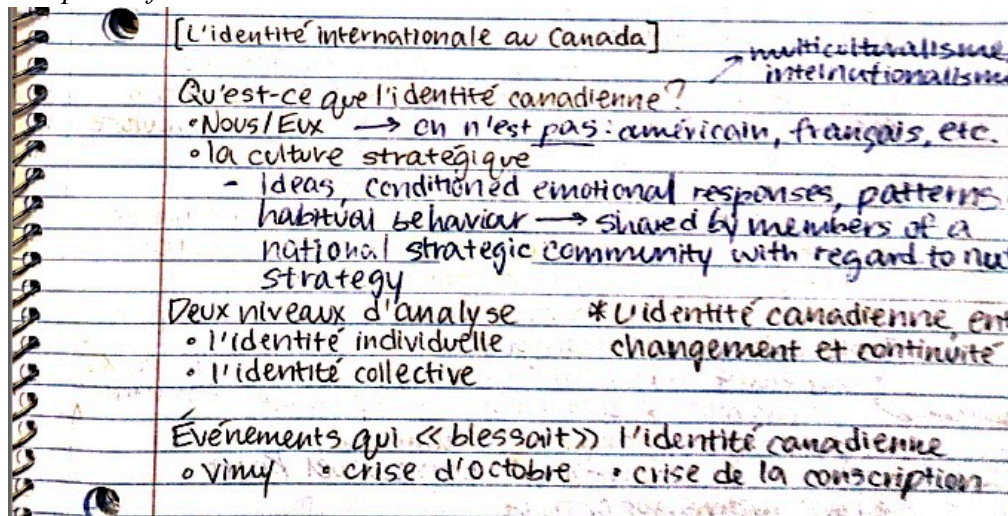 [L'identité internationale au Canada]
→ multiculturalisme,
internationalisme
Qu'est-ce que l'identité canadienne?
• Nous/Eux → on n'est pas: américain, français, etc.
• la culture stratégique
- Ideas, conditioned emotional responses, patterns
habitual behaviour → shared by members of a
national strategic community with regard to
strategy
Deux niveaux d'analyse
* L'identité canadienne,
changement et continuité
• l'identité individuelle
• l'identité collective
Événements qui << blessait >> l'identité canadienne
• Vimy • crise d'octobre • crise de la conscription